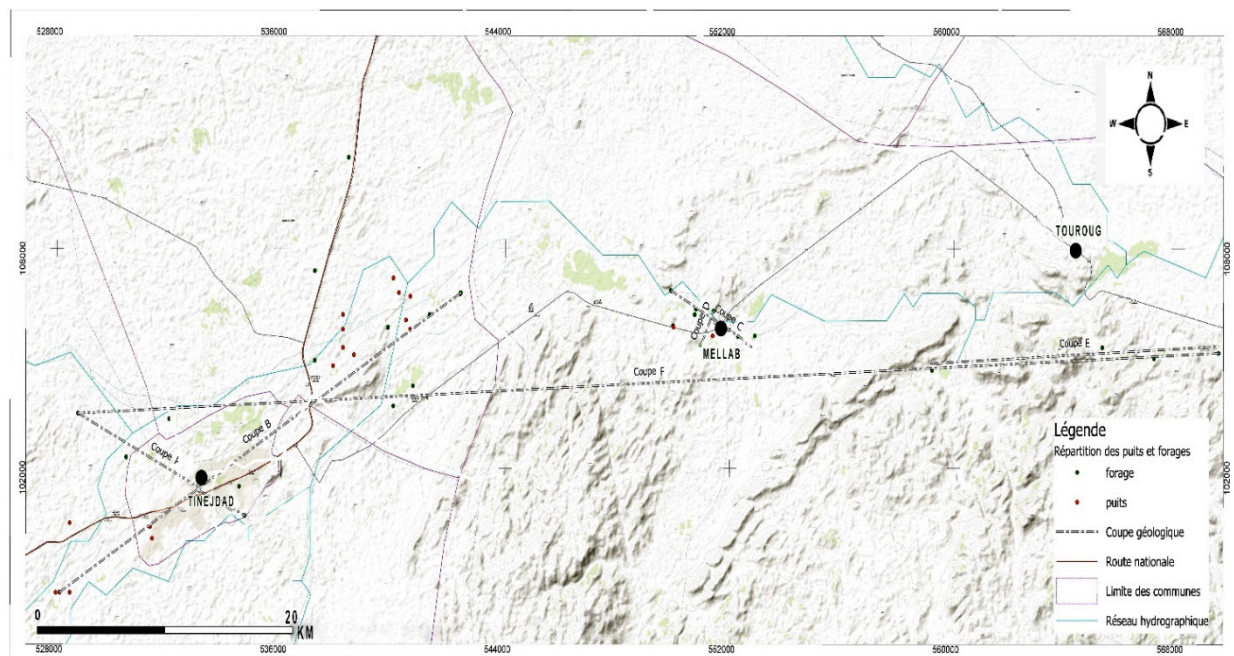 528000 536000 544000 552000 560000 568000
N
W E
S
108000 108000
TOUROUG
Coupe D
Coupe C
MELLAB
Coupe E
Coupe F
Coupe B
Coupe
TINEJDAD
102000 102000
Légende
Répartition des puits et forages
forage
puits
Coupe géologique
Route nationale
Limite des communes
Réseau hydrographique
0 20
KM
528000 536000 544000 552000 560000 568000